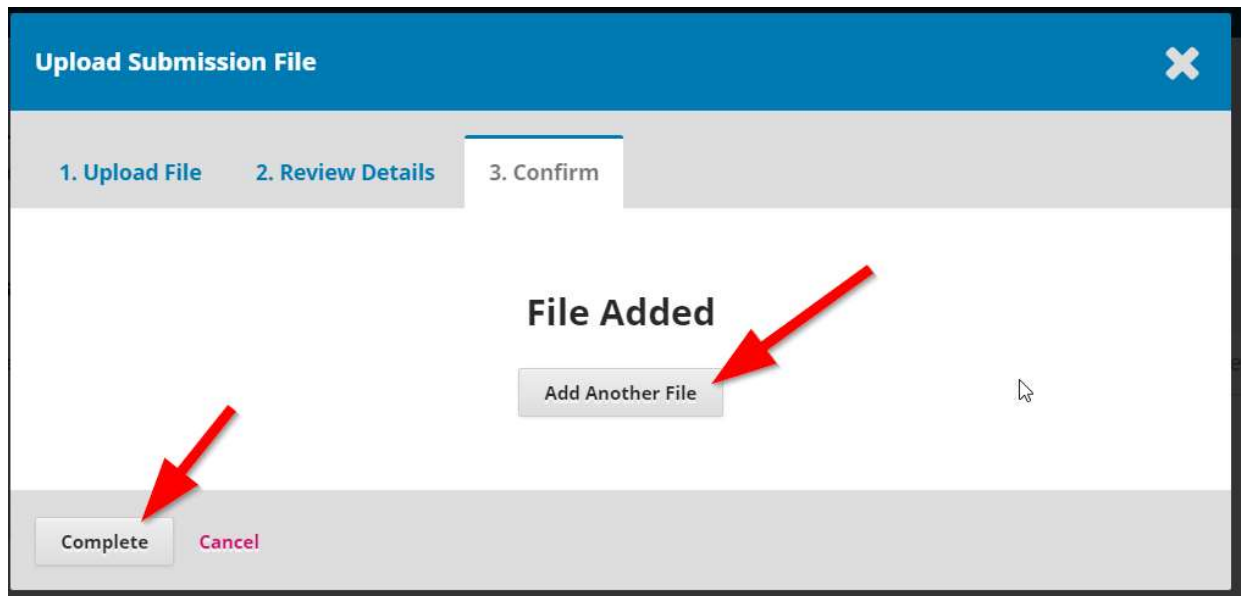 Upload Submission File
1. Upload File 2. Review Details 3. Confirm
File Added
Add Another File
Complete Cancel